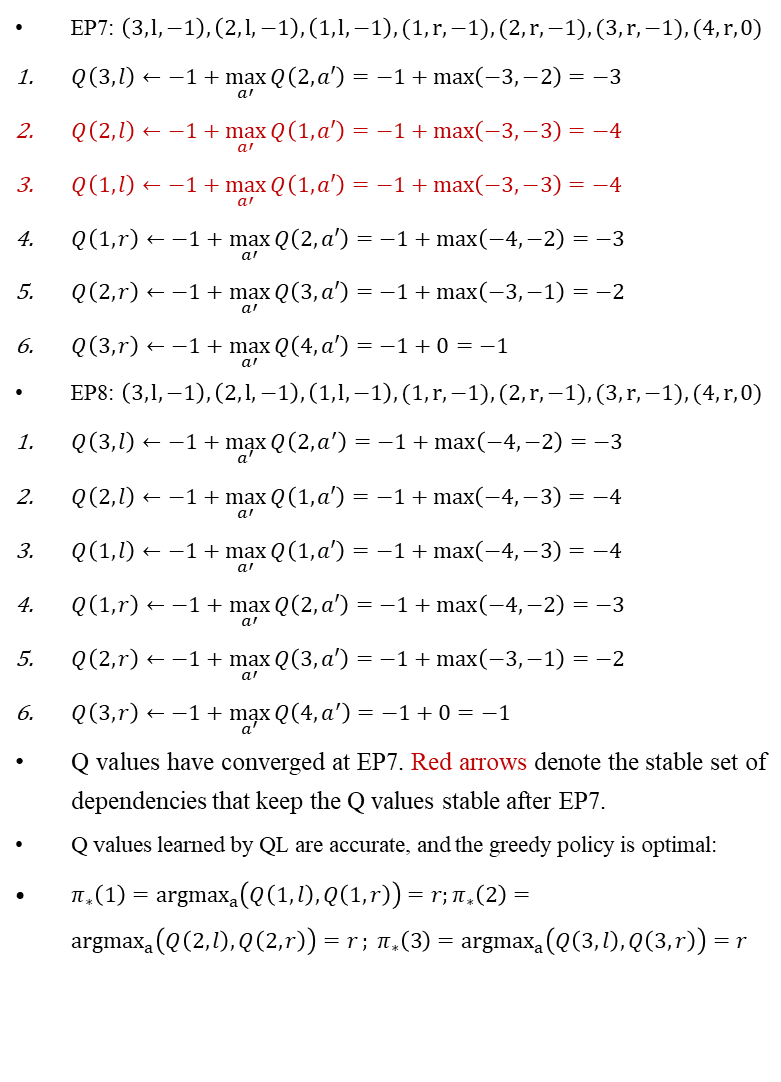 • EP7: (3,l,−1),(2,l,−1),(1,l,−1),(1,r,−1),(2,r,−1),(3,r,−1),(4,r,0)
1. Q(3,l) ← −1 + max_{a′} Q(2,a′) = −1 + max(−3,−2) = −3
2. Q(2,l) ← −1 + max_{a′} Q(1,a′) = −1 + max(−3,−3) = −4
3. Q(1,l) ← −1 + max_{a′} Q(1,a′) = −1 + max(−3,−3) = −4
4. Q(1,r) ← −1 + max_{a′} Q(2,a′) = −1 + max(−4,−2) = −3
5. Q(2,r) ← −1 + max_{a′} Q(3,a′) = −1 + max(−3,−1) = −2
6. Q(3,r) ← −1 + max_{a′} Q(4,a′) = −1 + 0 = −1
• EP8: (3,l,−1),(2,l,−1),(1,l,−1),(1,r,−1),(2,r,−1),(3,r,−1),(4,r,0)
1. Q(3,l) ← −1 + max_{a′} Q(2,a′) = −1 + max(−4,−2) = −3
2. Q(2,l) ← −1 + max_{a′} Q(1,a′) = −1 + max(−4,−3) = −4
3. Q(1,l) ← −1 + max_{a′} Q(1,a′) = −1 + max(−4,−3) = −4
4. Q(1,r) ← −1 + max_{a′} Q(2,a′) = −1 + max(−4,−2) = −3
5. Q(2,r) ← −1 + max_{a′} Q(3,a′) = −1 + max(−3,−1) = −2
6. Q(3,r) ← −1 + max_{a′} Q(4,a′) = −1 + 0 = −1
• Q values have converged at EP7. Red arrows denote the stable set of
dependencies that keep the Q values stable after EP7.
• Q values learned by QL are accurate, and the greedy policy is optimal:
• π_*(1) = argmax_a(Q(1,l),Q(1,r)) = r; π_*(2) =
argmax_a(Q(2,l),Q(2,r)) = r; π_*(3) = argmax_a(Q(3,l),Q(3,r)) = r